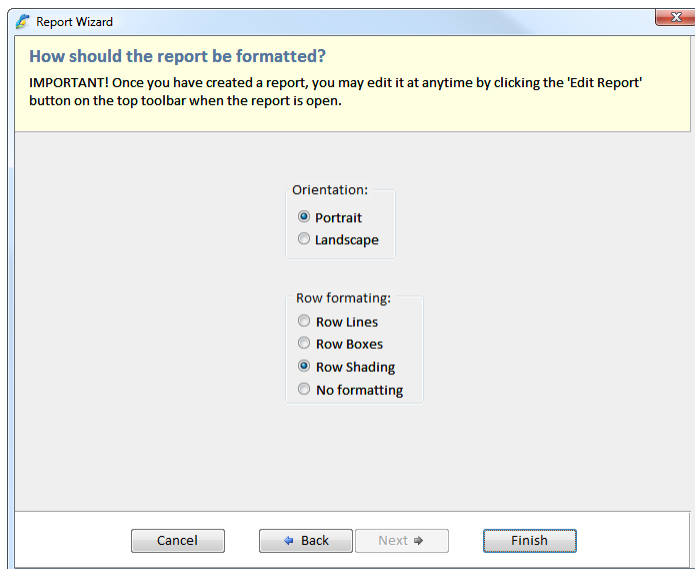 Report Wizard
How should the report be formatted?
IMPORTANT! Once you have created a report, you may edit it at anytime by clicking the 'Edit Report'
button on the top toolbar when the report is open.
Orientation:
Portrait
Landscape
Row formating:
Row Lines
Row Boxes
Row Shading
No formatting
Cancel
Back
Next
Finish